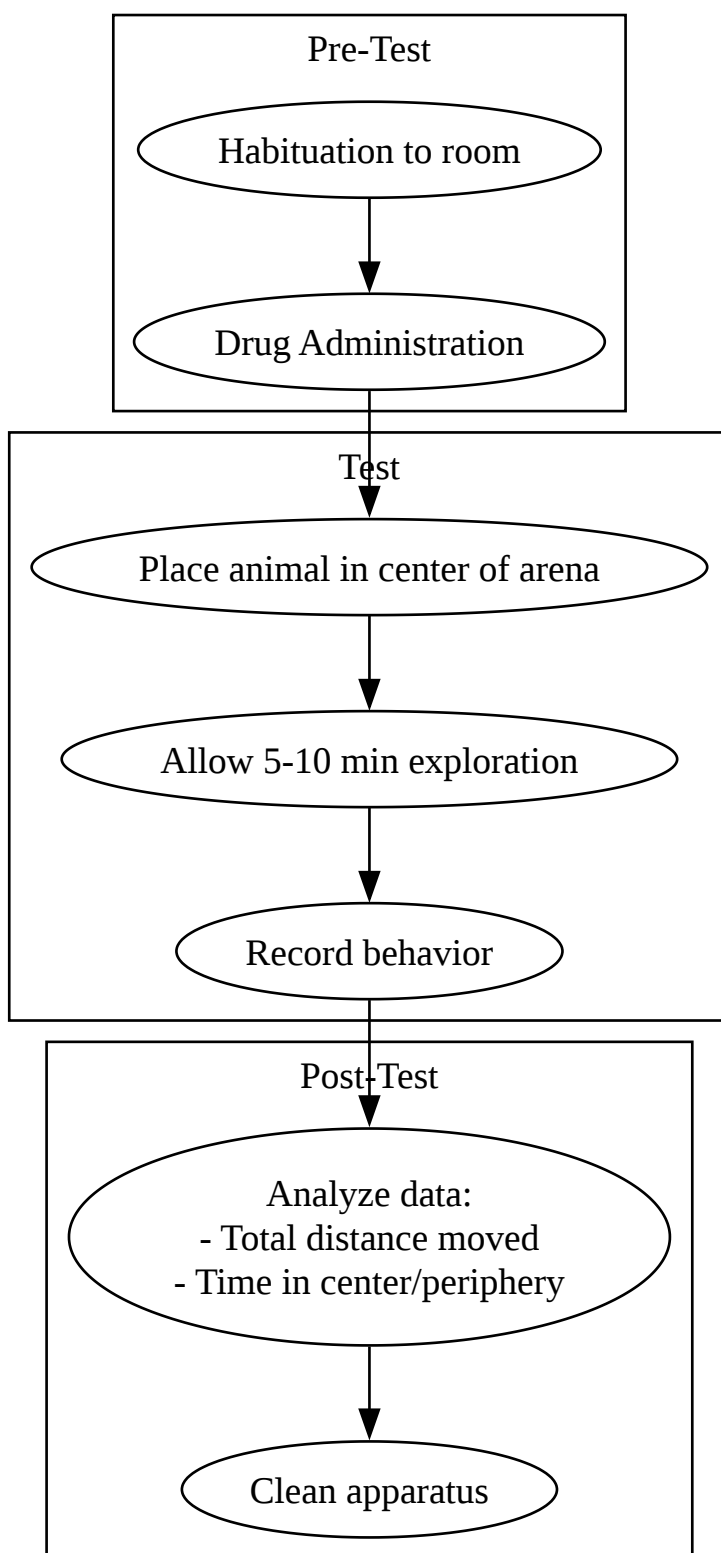 Pre-Test
Habituation to room
Drug Administration
Test
Place animal in center of arena
Allow 5-10 min exploration
Record behavior
Post-Test
Analyze data:
- Total distance moved
- Time in center/periphery
Clean apparatus